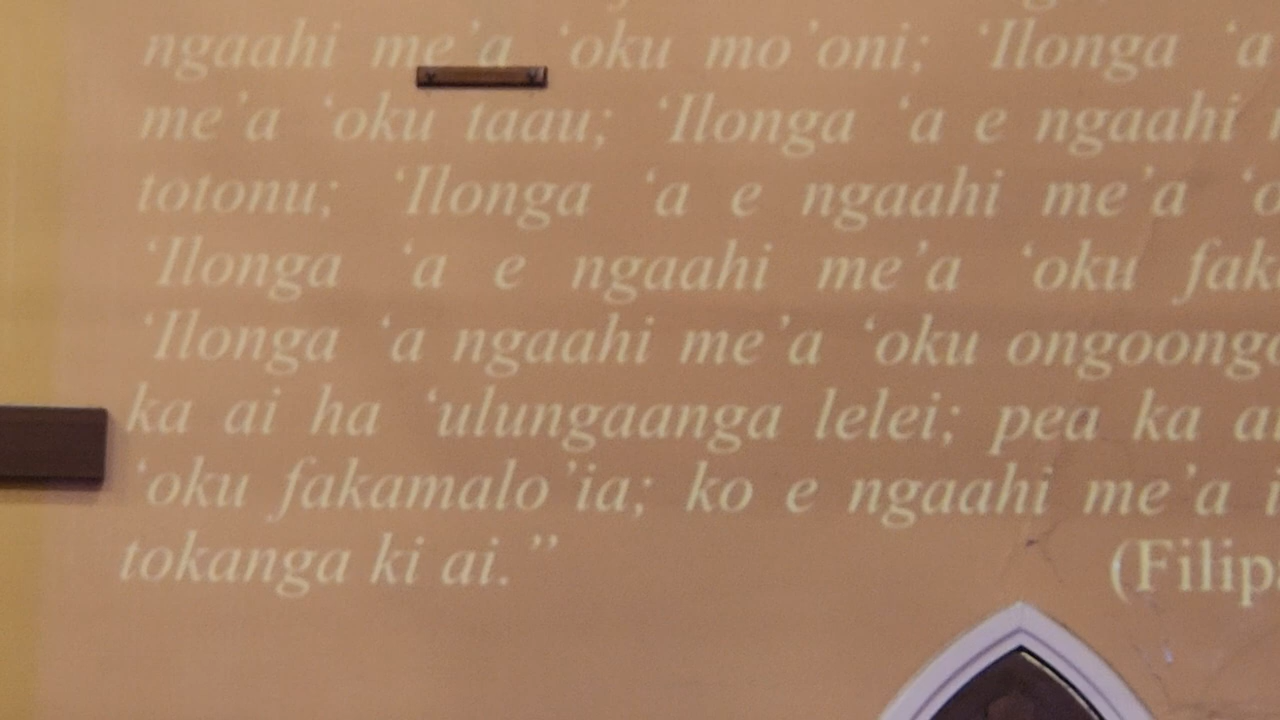 ngaahi me’a ‘oku mo’oni; ‘Ilonga ‘a
me’a ‘oku taau; ‘Ilonga ‘a e ngaahi
totonu; ‘Ilonga ‘a e ngaahi me’a
‘Ilonga ‘a e ngaahi me’a ‘oku
‘Ilonga ‘a ngaahi me’a ‘oku
ka ai ha ‘ulungaanga lelei; pea ka
‘oku fakamalo’ia; ko e ngaahi me’a
tokanga ki ai.”